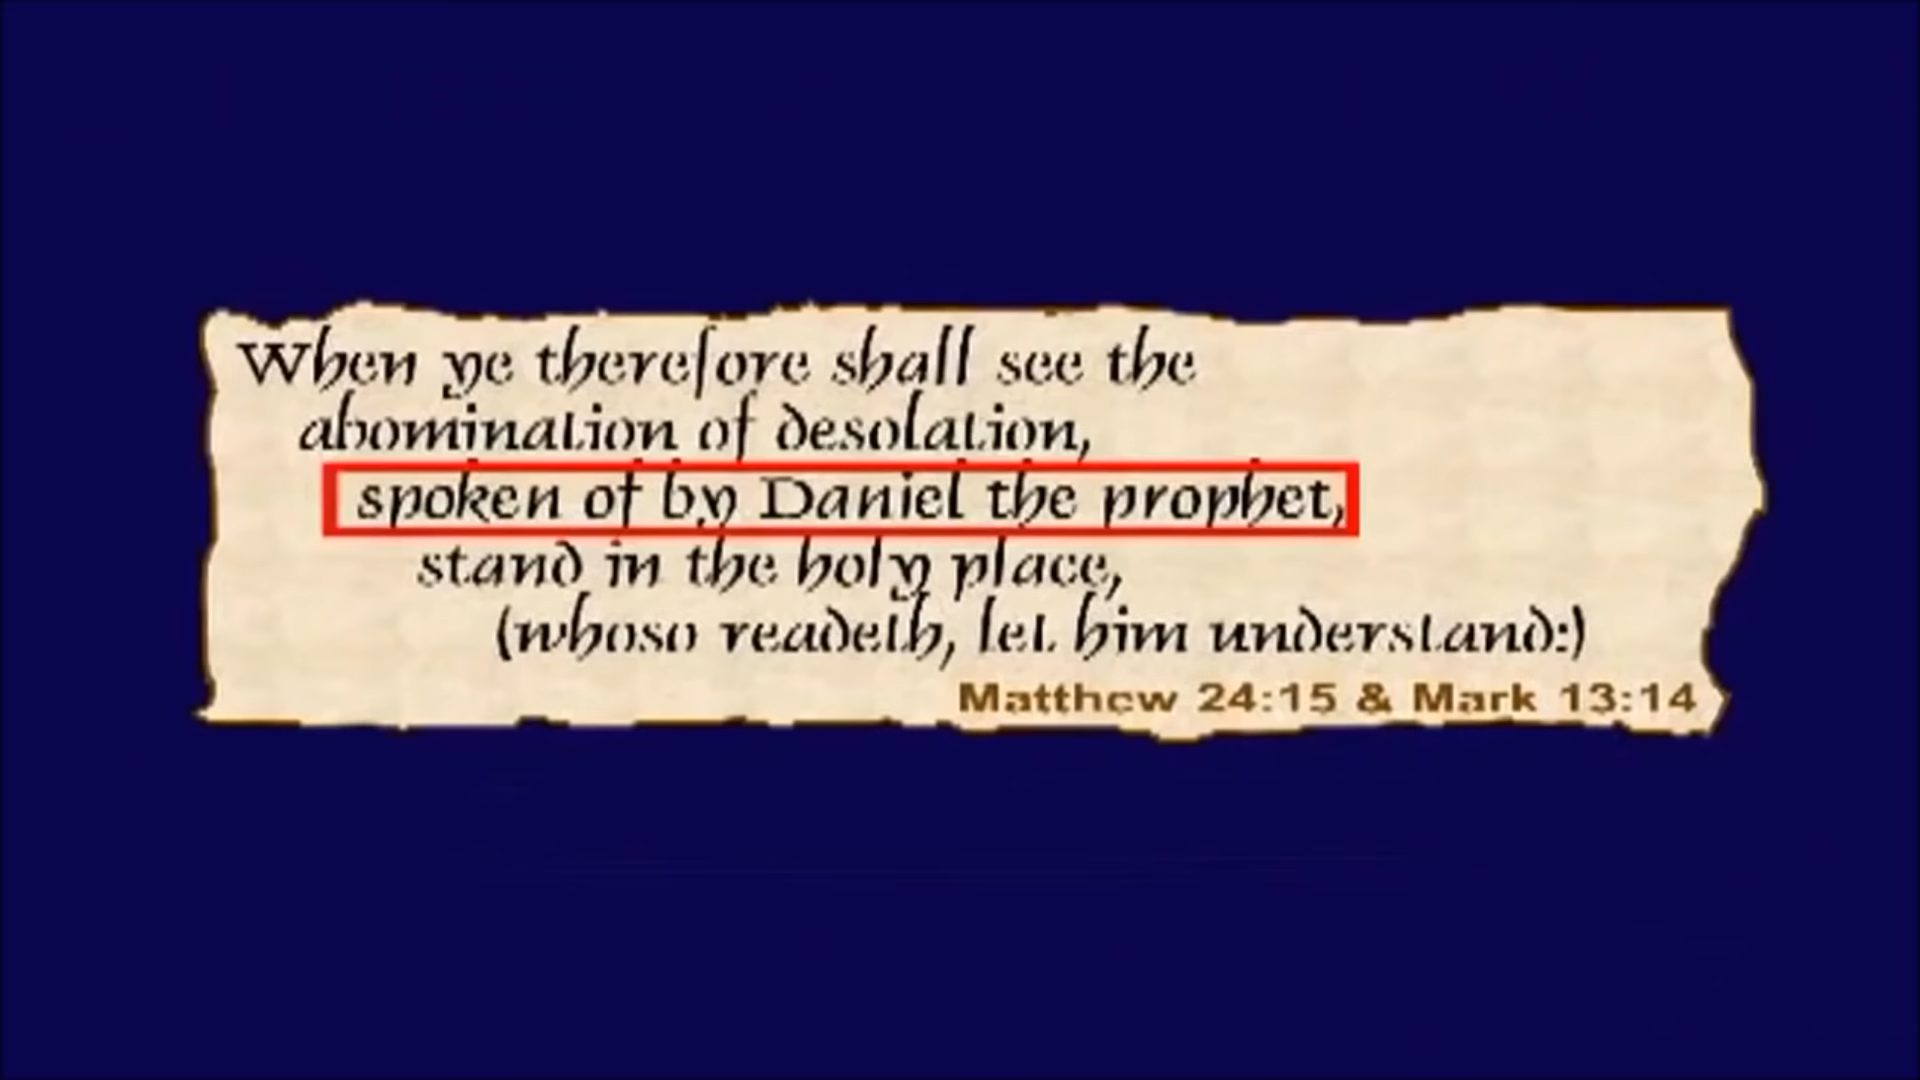 When ye therefore shall see the
abomination of desolation,
spoken of by Daniel the prophet,
stand in the holy place,
(whoso readeth, let him understand:)
Matthew 24:15 & Mark 13:14